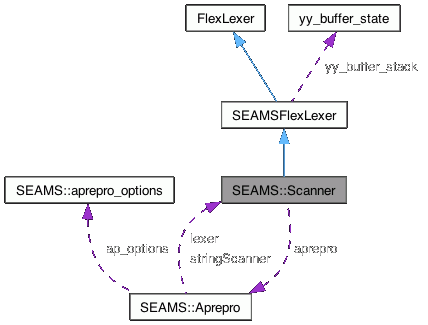 FlexLexer
yy_buffer_state
yy_buffer_stack
SEAMSFlexLexer
SEAMS::aprepro_options
SEAMS::Scanner
ap_options
lexer
stringScanner
aprepro
SEAMS::Aprepro